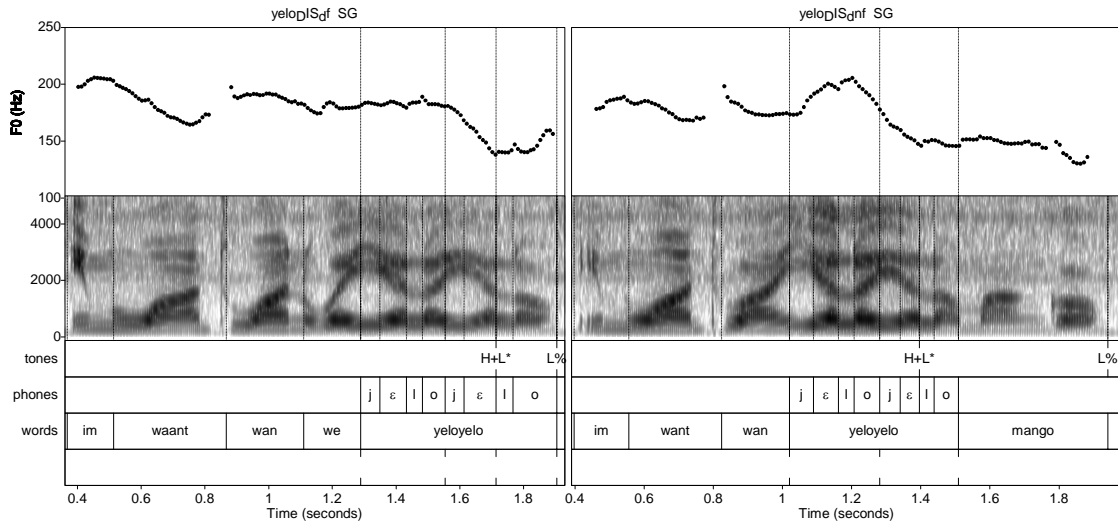 yeloDISdf SG yeloDISdnf SG
250
200
150
100
F0 (Hz)
4000
2000
0
tones H+L* L% H+L* L%
phones j ɛ l o j ɛ l o j ɛ l o j ɛ l o
words im waant wan we yeloyelo im want wan yeloyelo mango
0.4 0.6 0.8 1 1.2 1.4 1.6 1.8 0.4 0.6 0.8 1 1.2 1.4 1.6 1.8
Time (seconds) Time (seconds)